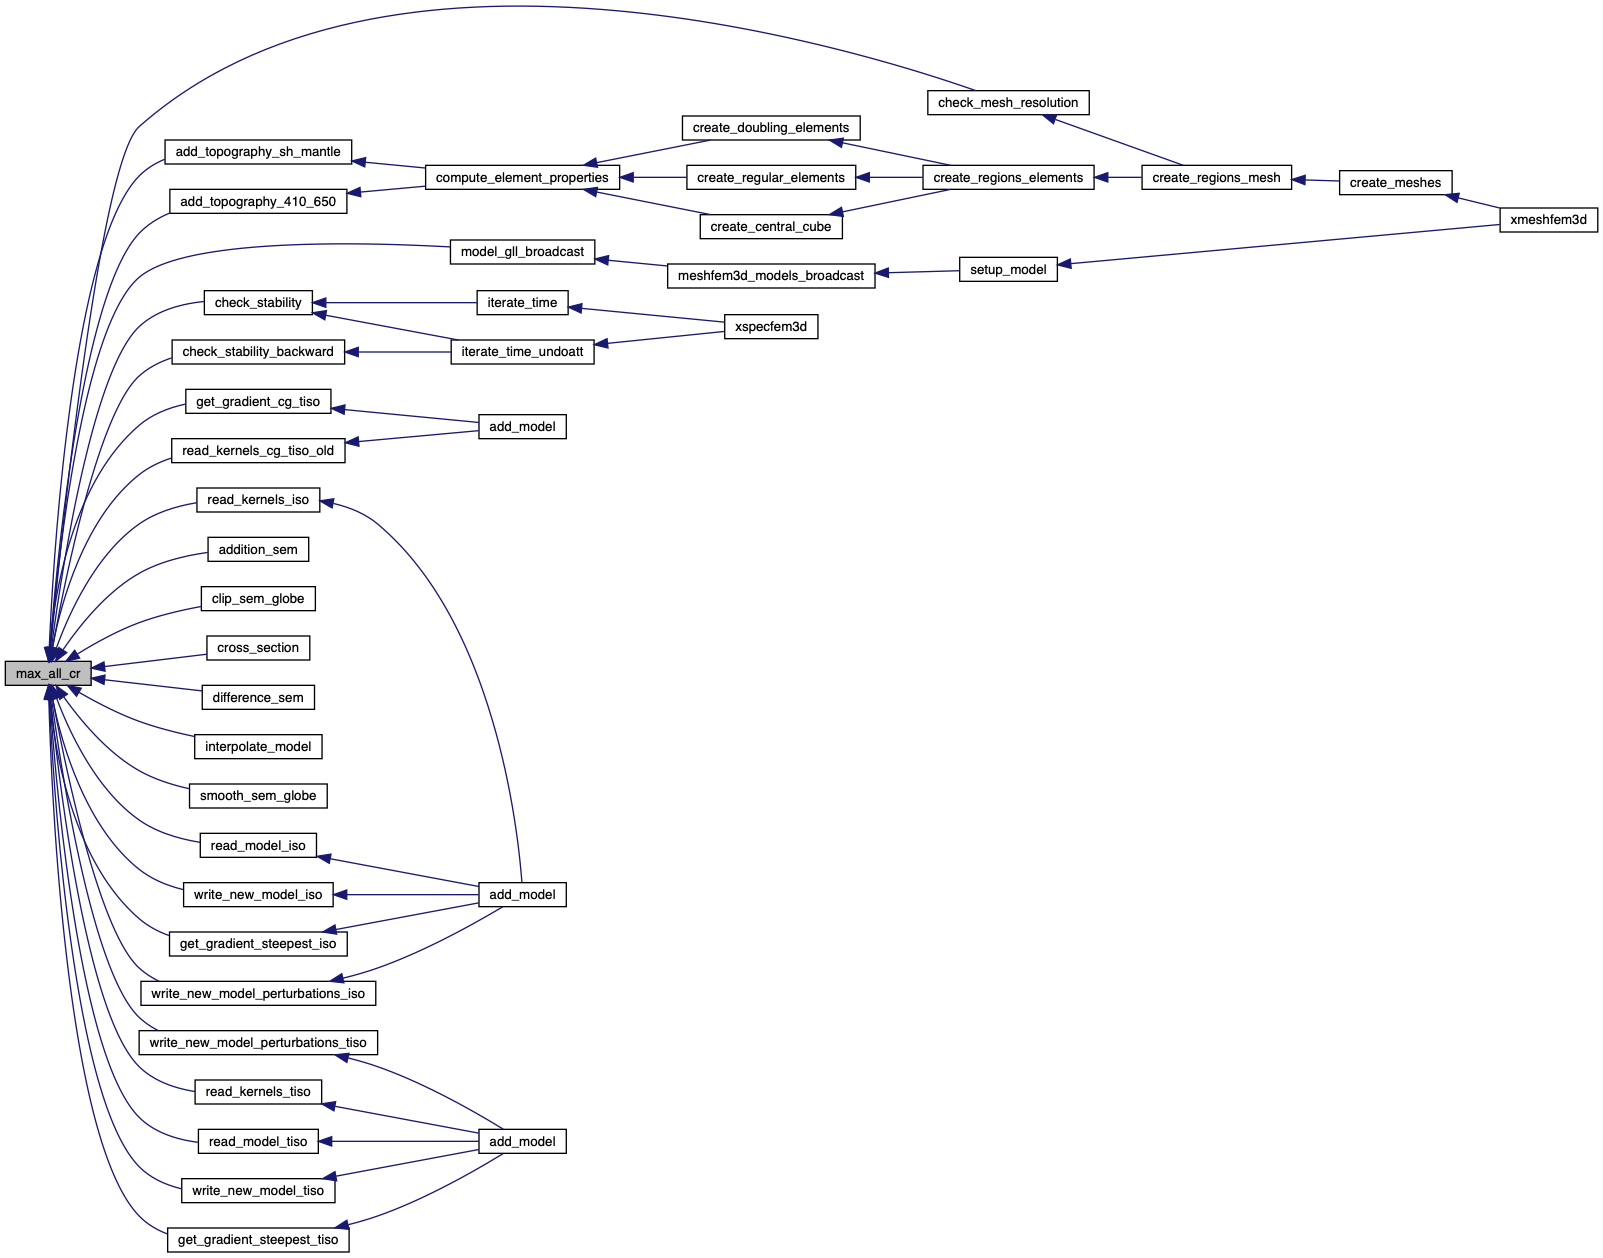 check_mesh_resolution
create_doubling_elements
add_topography_sh_mantle
compute_element_properties
create_regular_elements
create_regions_elements
create_regions_mesh
create_meshes
add_topography_410_650
create_central_cube
xmeshfem3d
model_gll_broadcast
meshfem3d_models_broadcast
setup_model
check_stability
iterate_time
xspecfem3d
check_stability_backward
iterate_time_undoatt
get_gradient_cg_tiso
add_model
read_kernels_cg_tiso_old
read_kernels_iso
addition_sem
clip_sem_globe
cross_section
max_all_cr
difference_sem
interpolate_model
smooth_sem_globe
read_model_iso
write_new_model_iso
add_model
get_gradient_steepest_iso
write_new_model_perturbations_iso
write_new_model_perturbations_tiso
read_kernels_tiso
read_model_tiso
add_model
write_new_model_tiso
get_gradient_steepest_tiso